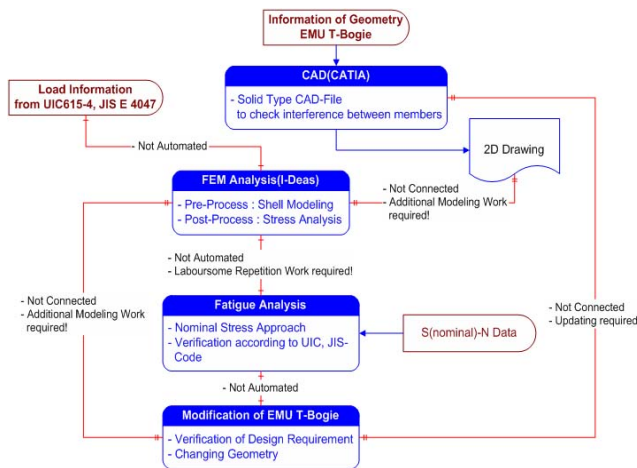 Information of Geometry
EMU T-Bogie
CAD(CATIA)
- Solid Type CAD-File
to check interference between members
Load Information
from UIC615-4, JIS E 4047
- Not Automated
2D Drawing
FEM Analysis(I-Deas)
- Pre-Process : Shell Modeling
- Post-Process : Stress Analysis
- Not Connected
- Additional Modeling Work
required!
- Not Automated
- Laboursome Repetition Work required!
- Not Connected
- Additional Modeling Work
required!
Fatigue Analysis
- Nominal Stress Approach
- Verification according to UIC, JIS-
Code
S(nominal)-N Data
- Not Connected
- Updating required
- Not Automated
Modification of EMU T-Bogie
- Verification of Design Requirement
- Changing Geometry